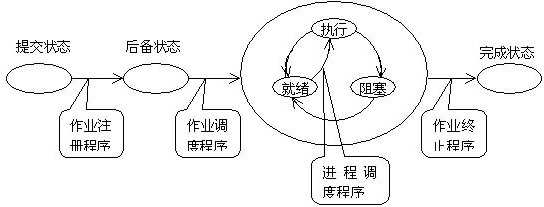 提交状态
后备状态
执行
就绪
阻塞
完成状态
作业注
册程序
作业调
度程序
进 程 调
度程序
作业终
止程序